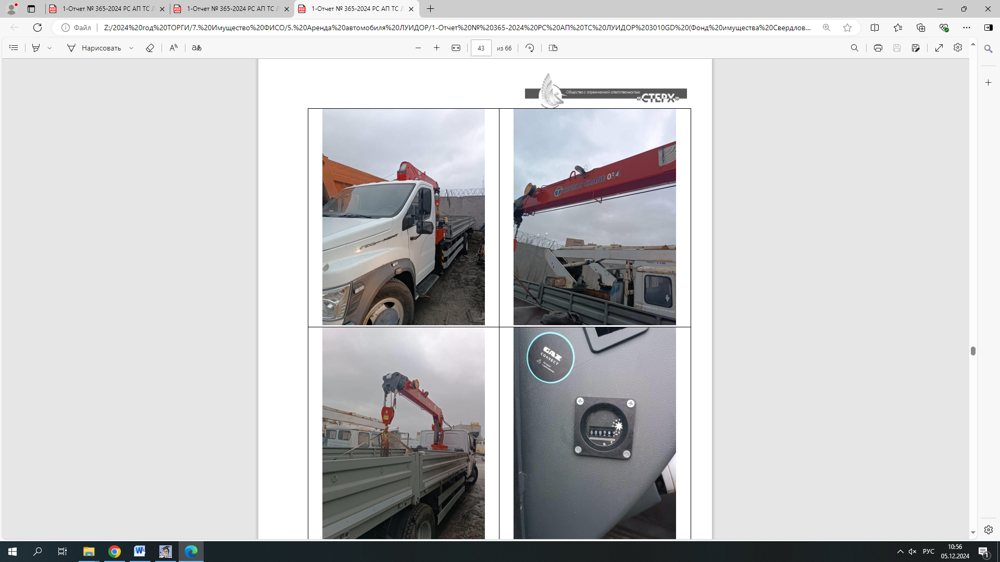 1-Отчет № 365-2024 РС АП ТС Л
1-Отчет № 365-2024 РС АП ТС Л
1-Отчет № 365-2024 РС АП ТС Л
Файл
Z:/2024%20год%20ТОРГИ/7.%20Имущество%20ФИСО/5.%20Аренда%20автомобиля%20ЛУИДОР/1-Отчет%20№%20365-2024%20РС%20АП%20ТС%20ЛУИДОР%203010GD%20(Фонд%20имущества%20Свердлов...
Нарисовать
43
из 66
Общество с ограниченной ответственностью
«СТЕРХ»
NEXT
TAURUS CRANE 034
GAZ
CONNECT
РУС
10:56
05.12.2024
1